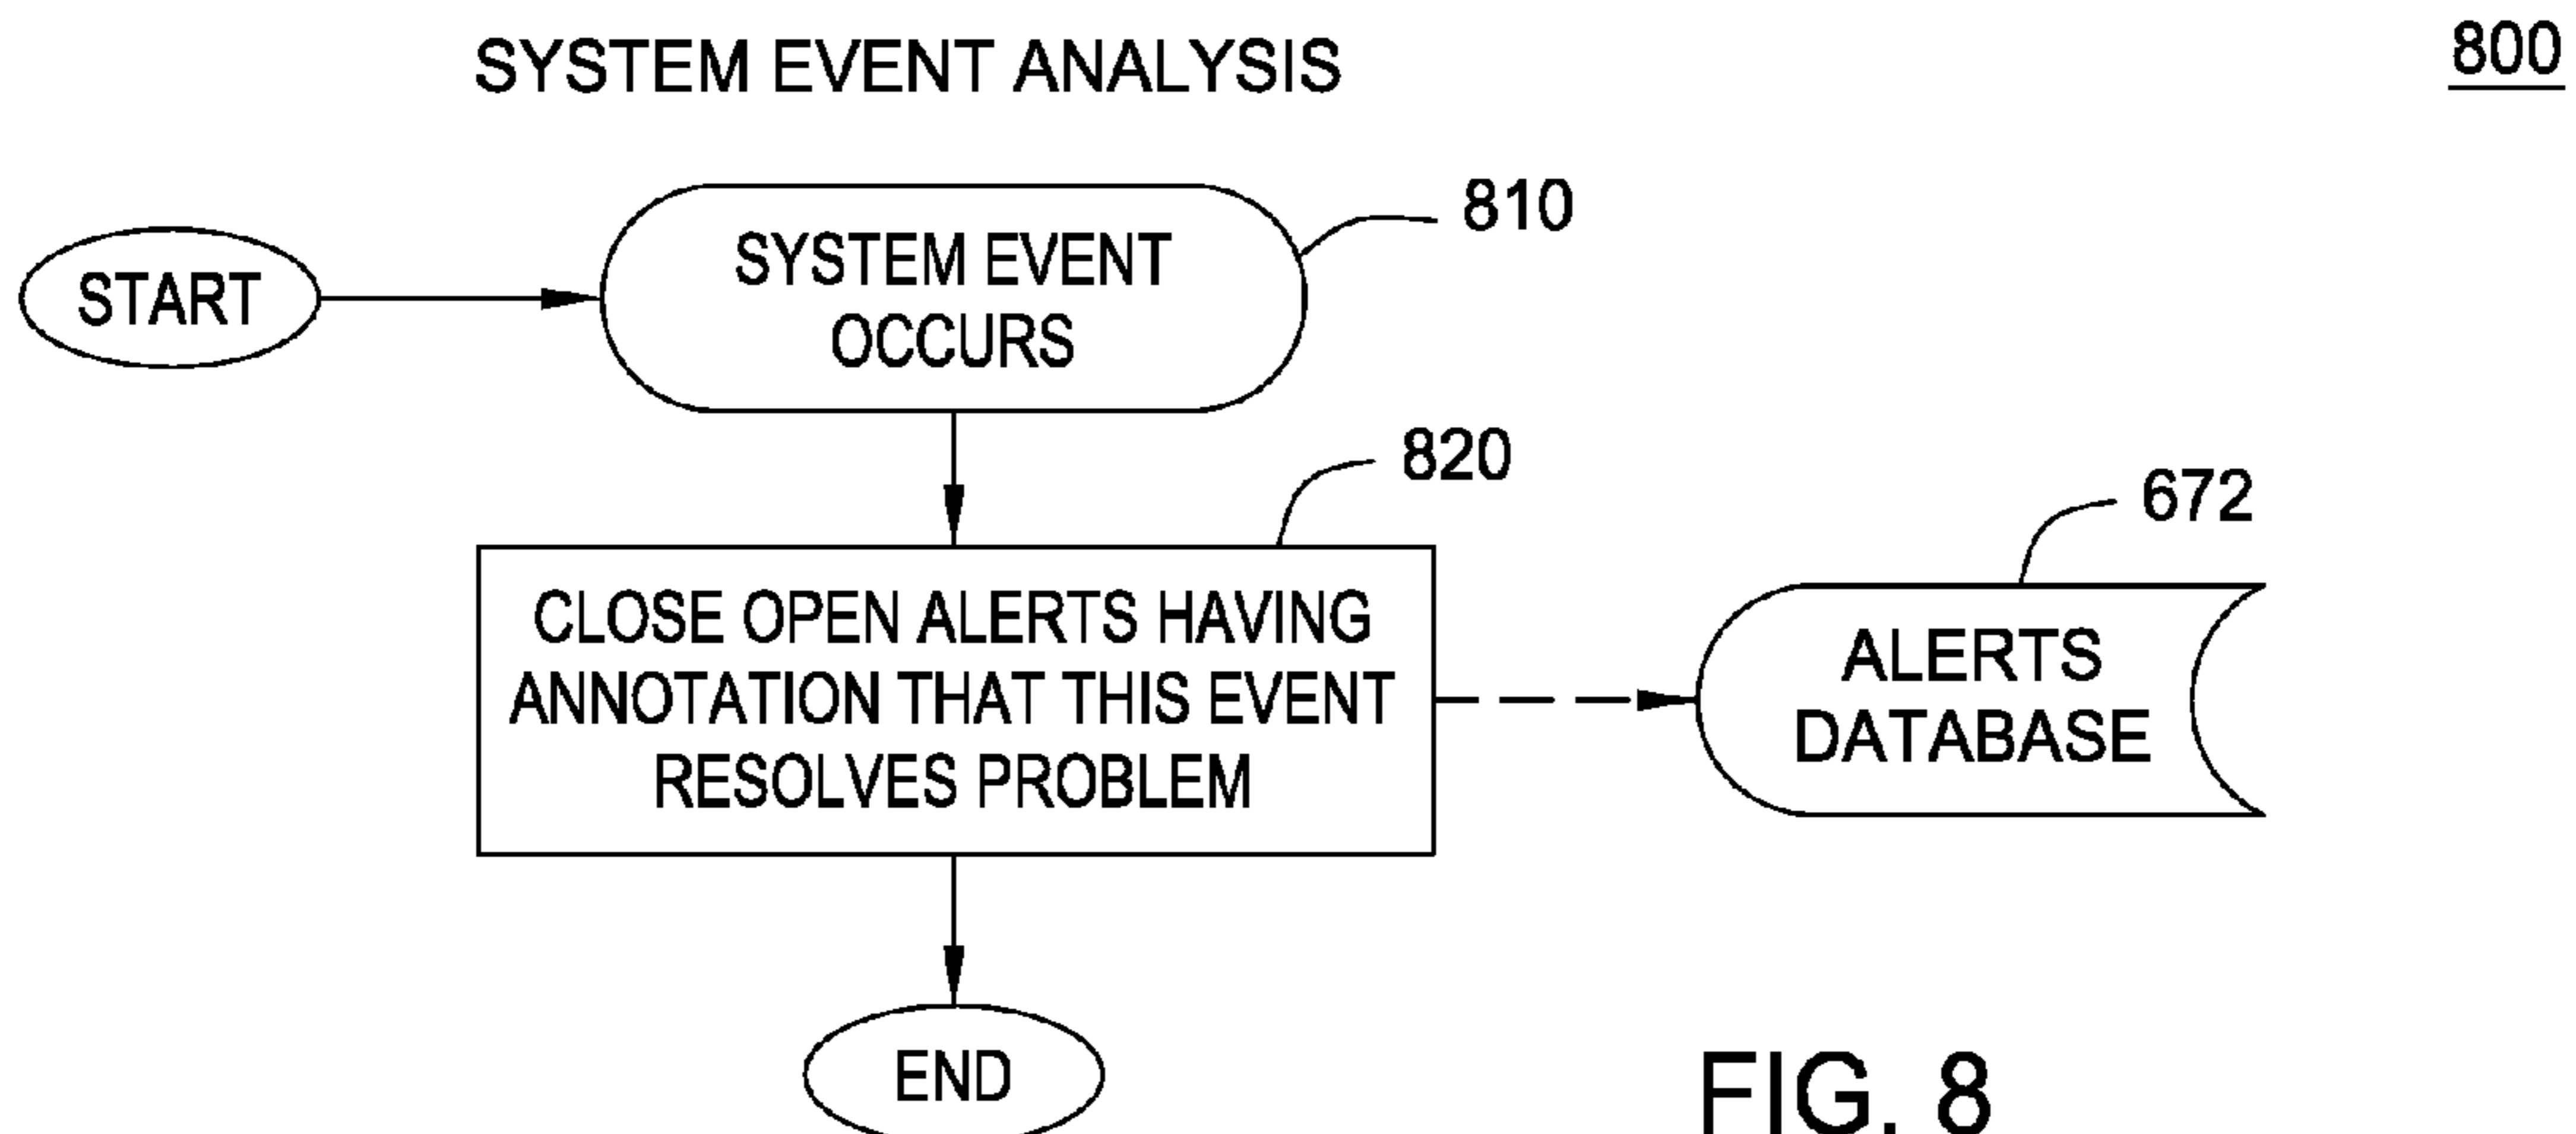 SYSTEM EVENT ANALYSIS
800
START
SYSTEM EVENT
OCCURS
810
820
CLOSE OPEN ALERTS HAVING
ANNOTATION THAT THIS EVENT
RESOLVES PROBLEM
672
ALERTS
DATABASE
END
FIG. 8